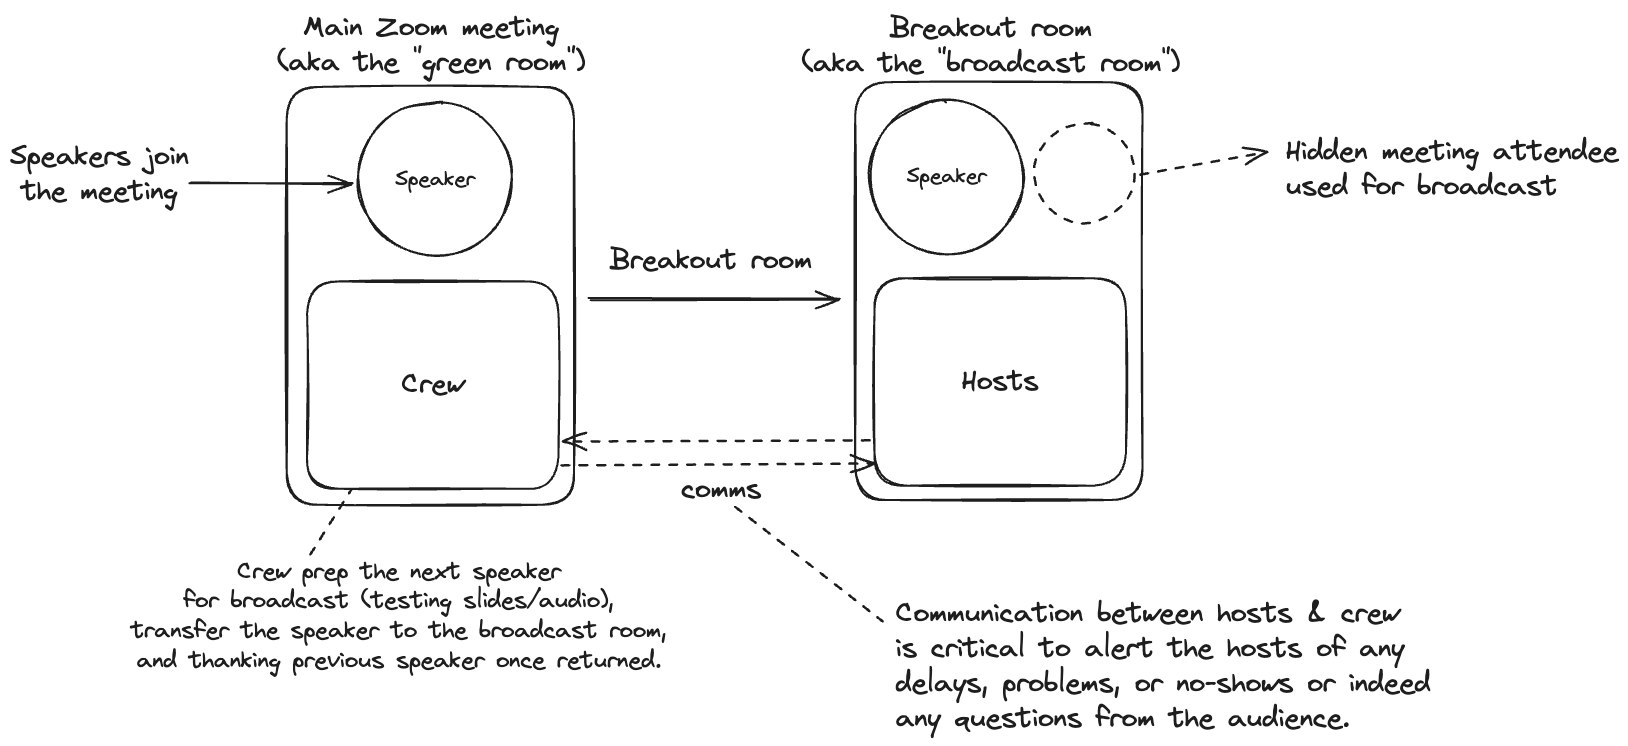 Main Zoom meeting
(aka the "green room")
Breakout room
(aka the "broadcast room")
Speakers join
the meeting
Speaker
Speaker
Hidden meeting attendee
used for broadcast
Breakout room
Crew
Hosts
comms
Crew prep the next speaker
for broadcast (testing slides/audio),
transfer the speaker to the broadcast room,
and thanking previous speaker once returned.
Communication between hosts & crew
is critical to alert the hosts of any
delays, problems, or no-shows or indeed
any questions from the audience.